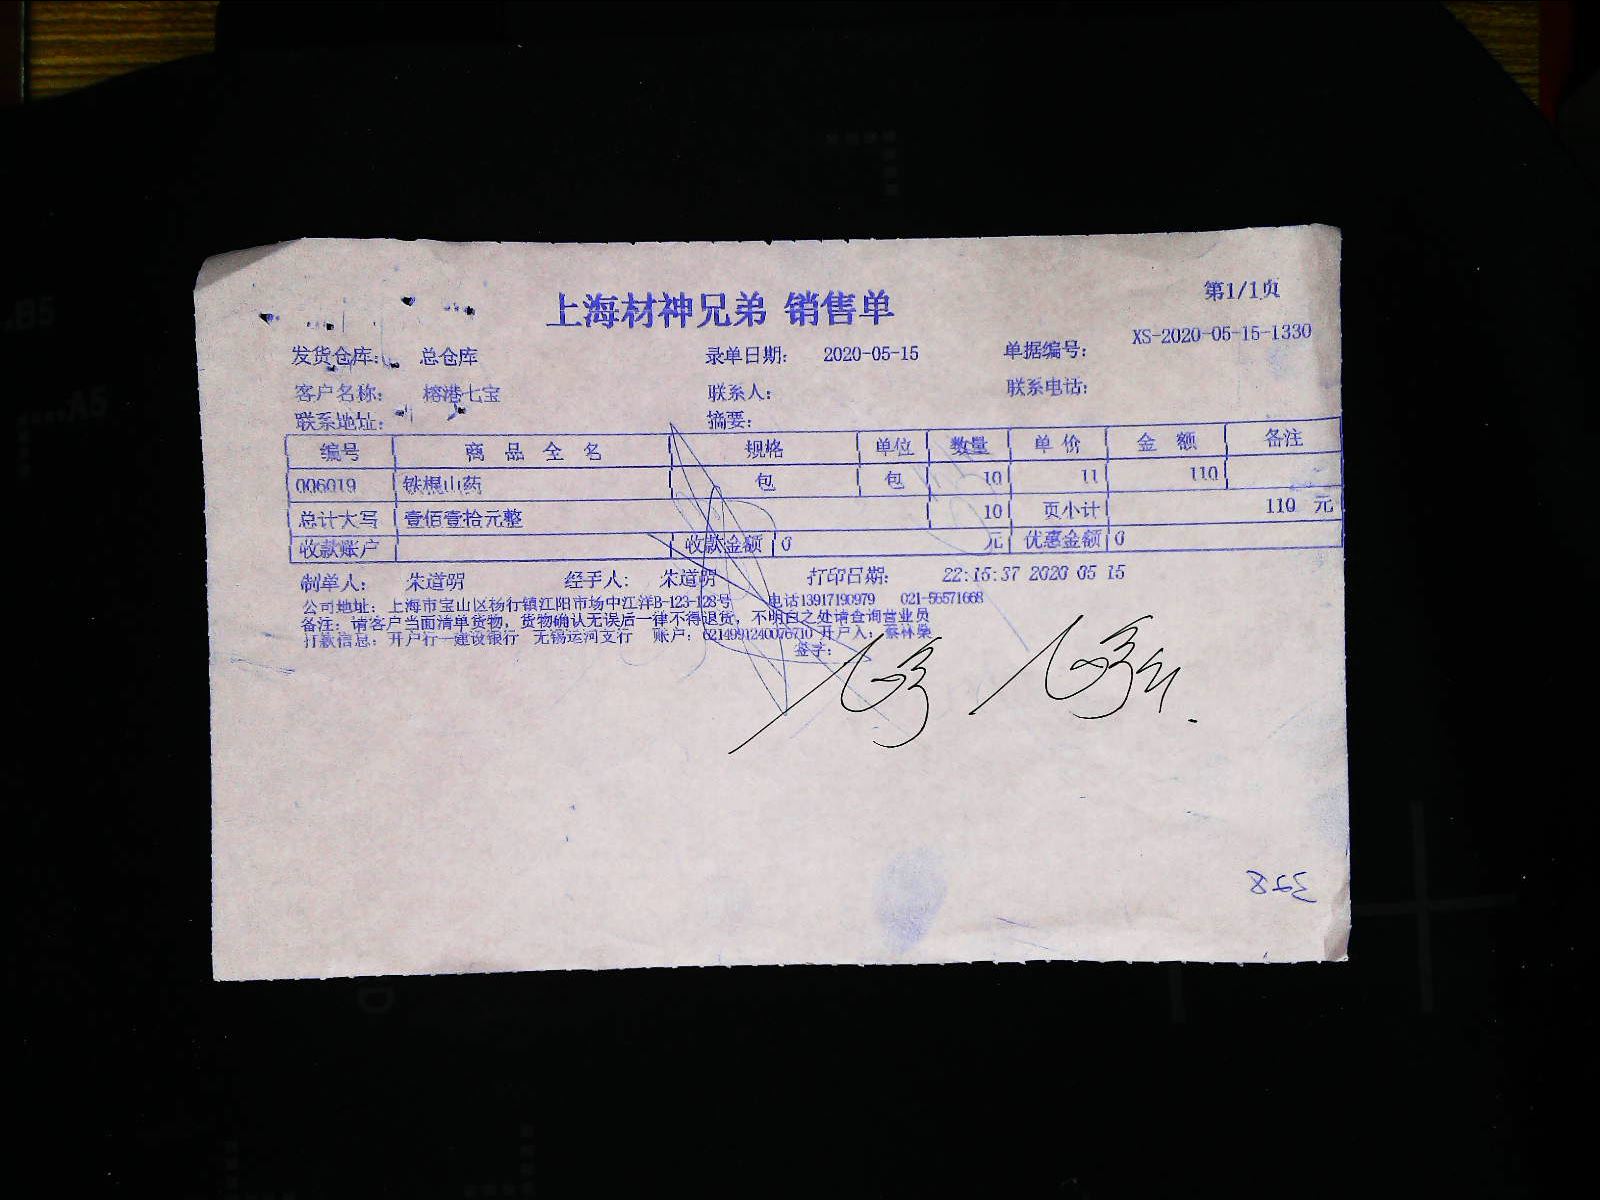 第1/1页
上海材神兄弟 销售单
XS-2020-05-15-1330
发货仓库: 总仓库 录单日期: 2020-05-15 单据编号:
客户名称: 榕港七宝 联系人: 联系电话:
联系地址: 摘要:
编号 商品全名 规格 单位 数量 单价 金额 备注
006019 铁棍山药 包 包 10 11 110
总计大写 壹佰壹拾元整 10 页小计 110 元
收款账户 收款金额 0 元 优惠金额 0
制单人: 朱道明 经手人: 朱道明 打印日期: 22:15:37 2020 05 15
公司地址: 上海市宝山区杨行镇江阳市场中江洋B-123-128号 电话13917190979 021-56571668
备注: 请客户当面清单货物, 货物确认无误后一律不得退货, 不明白之处请查询营业员
打款信息: 开户行一建设银行 无锡运河支行 账户: 6214991240076710 开户人: 蔡林燊
签字: